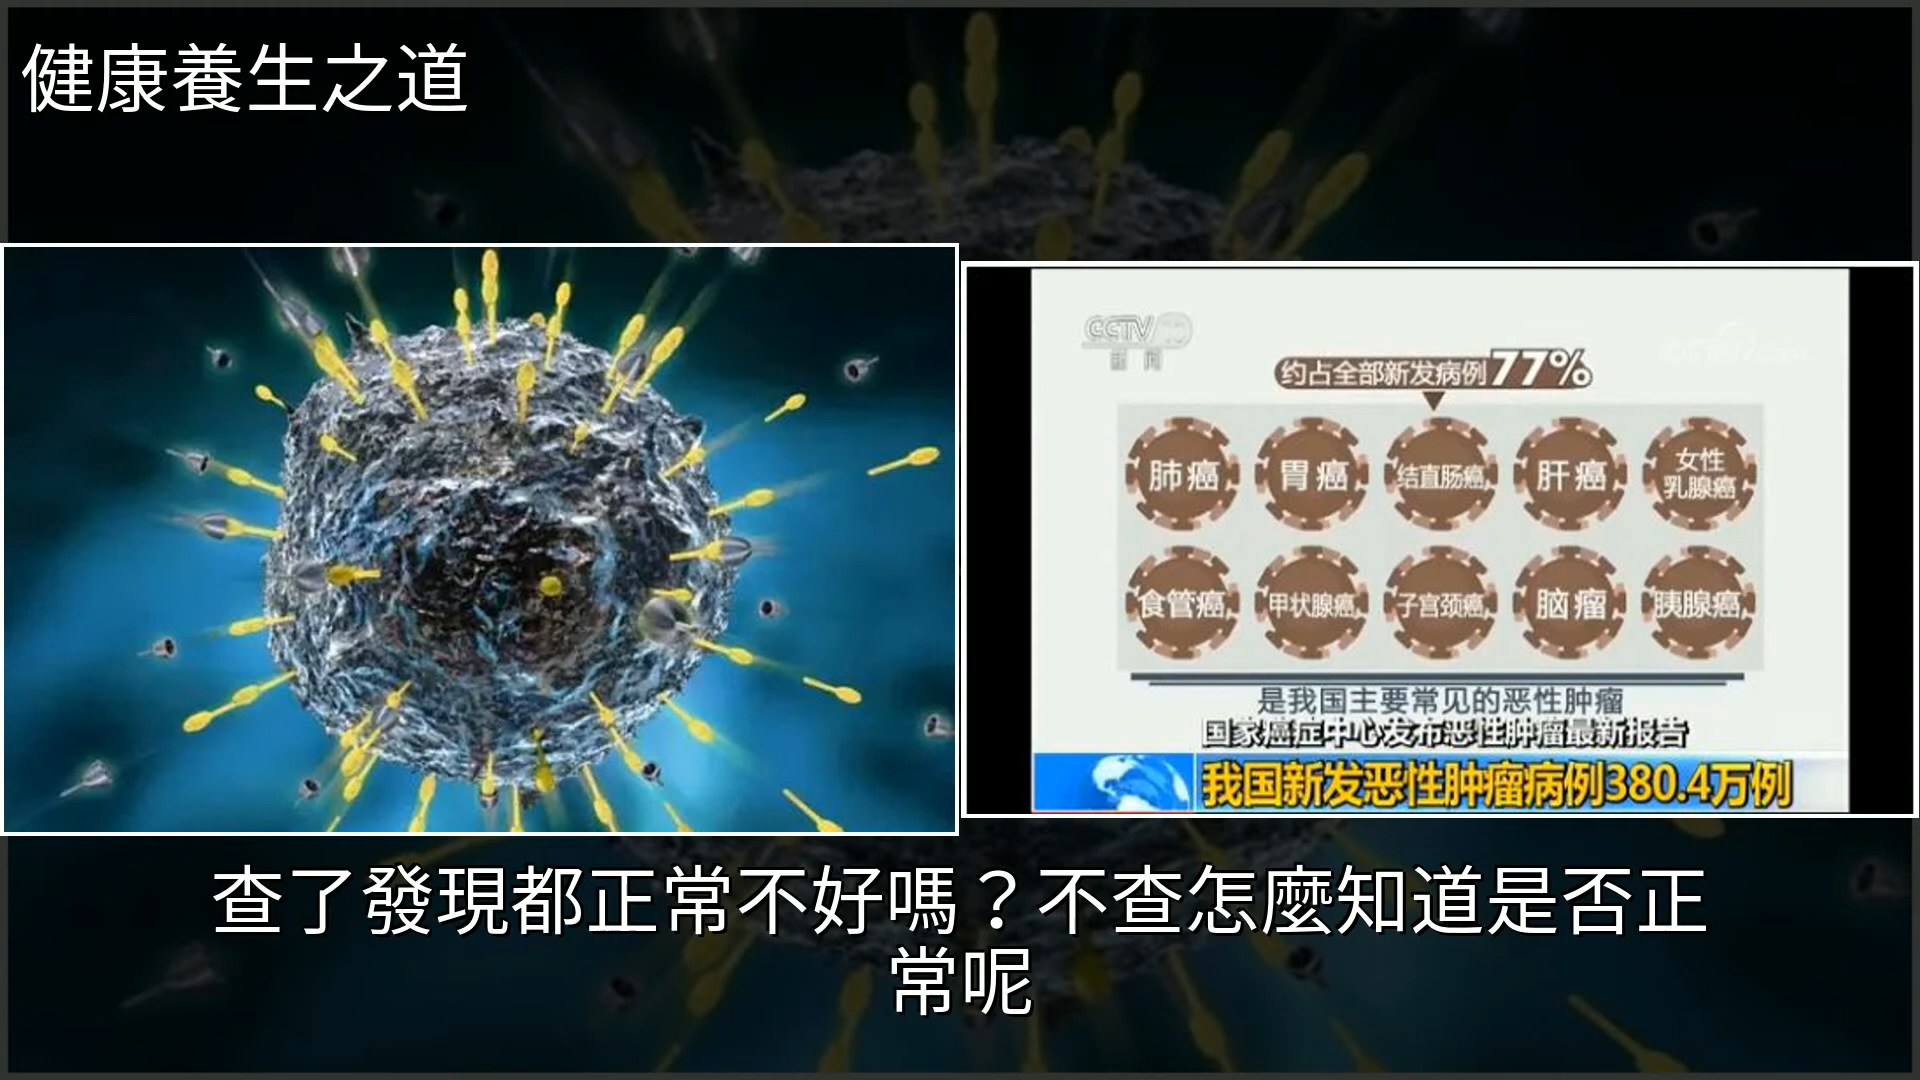 健康養生之道
CCTV
新闻
约占全部新发病例77%
肺癌
胃癌
结直肠癌
肝癌
女性
乳腺癌
食管癌
甲状腺癌
子宫颈癌
脑瘤
胰腺癌
是我国主要常见的恶性肿瘤
国家癌症中心发布恶性肿瘤最新报告
我国新发恶性肿瘤病例380.4万例
查了發現都正常不好嗎？不查怎麼知道是否正
常呢